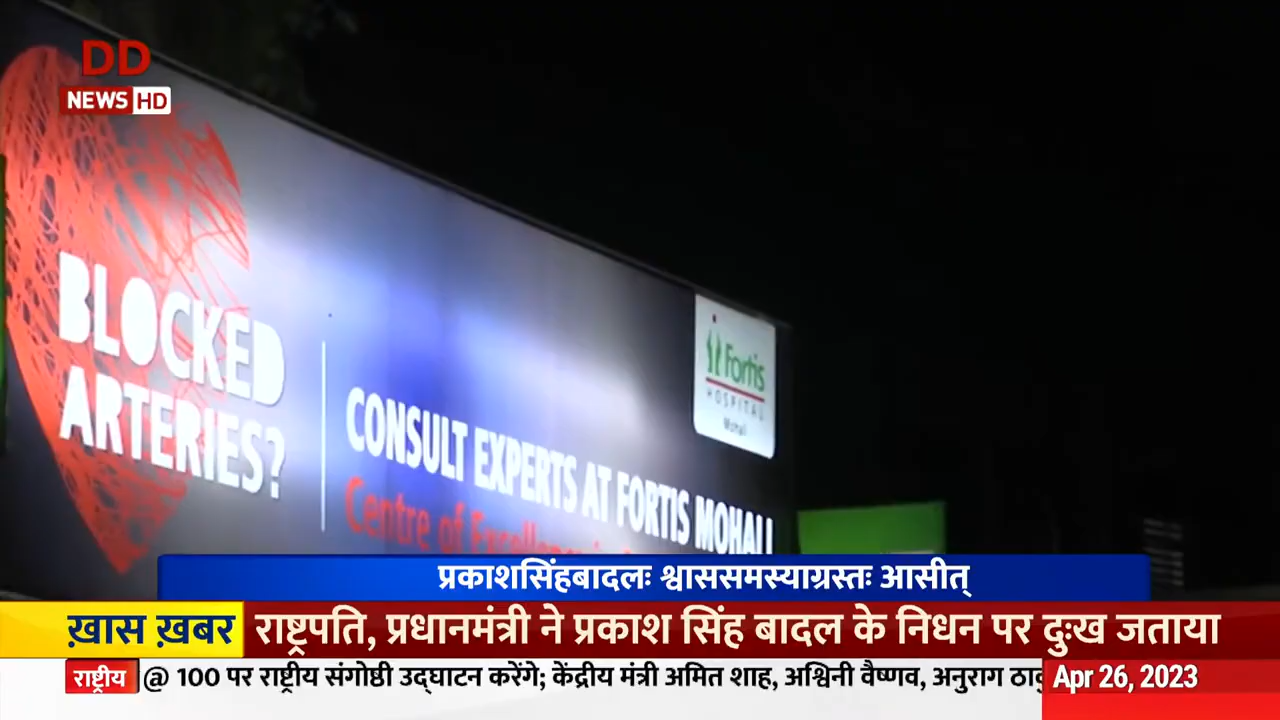 DD
NEWS HD
BLOCKED
ARTERIES?
CONSULT EXPERTS AT FORTIS MOHALI
Centre of Excellence
Fortis
HOSPITAL
Mohali
प्रकाशसिंहबादलः श्वाससमस्याग्रस्तः आसीत्
ख़ास ख़बर राष्ट्रपति, प्रधानमंत्री ने प्रकाश सिंह बादल के निधन पर दुःख जताया
राष्ट्रीय @ 100 पर राष्ट्रीय संगोष्ठी उद्घाटन करेंगे; केंद्रीय मंत्री अमित शाह, अश्विनी वैष्णव, अनुराग Apr 26, 2023